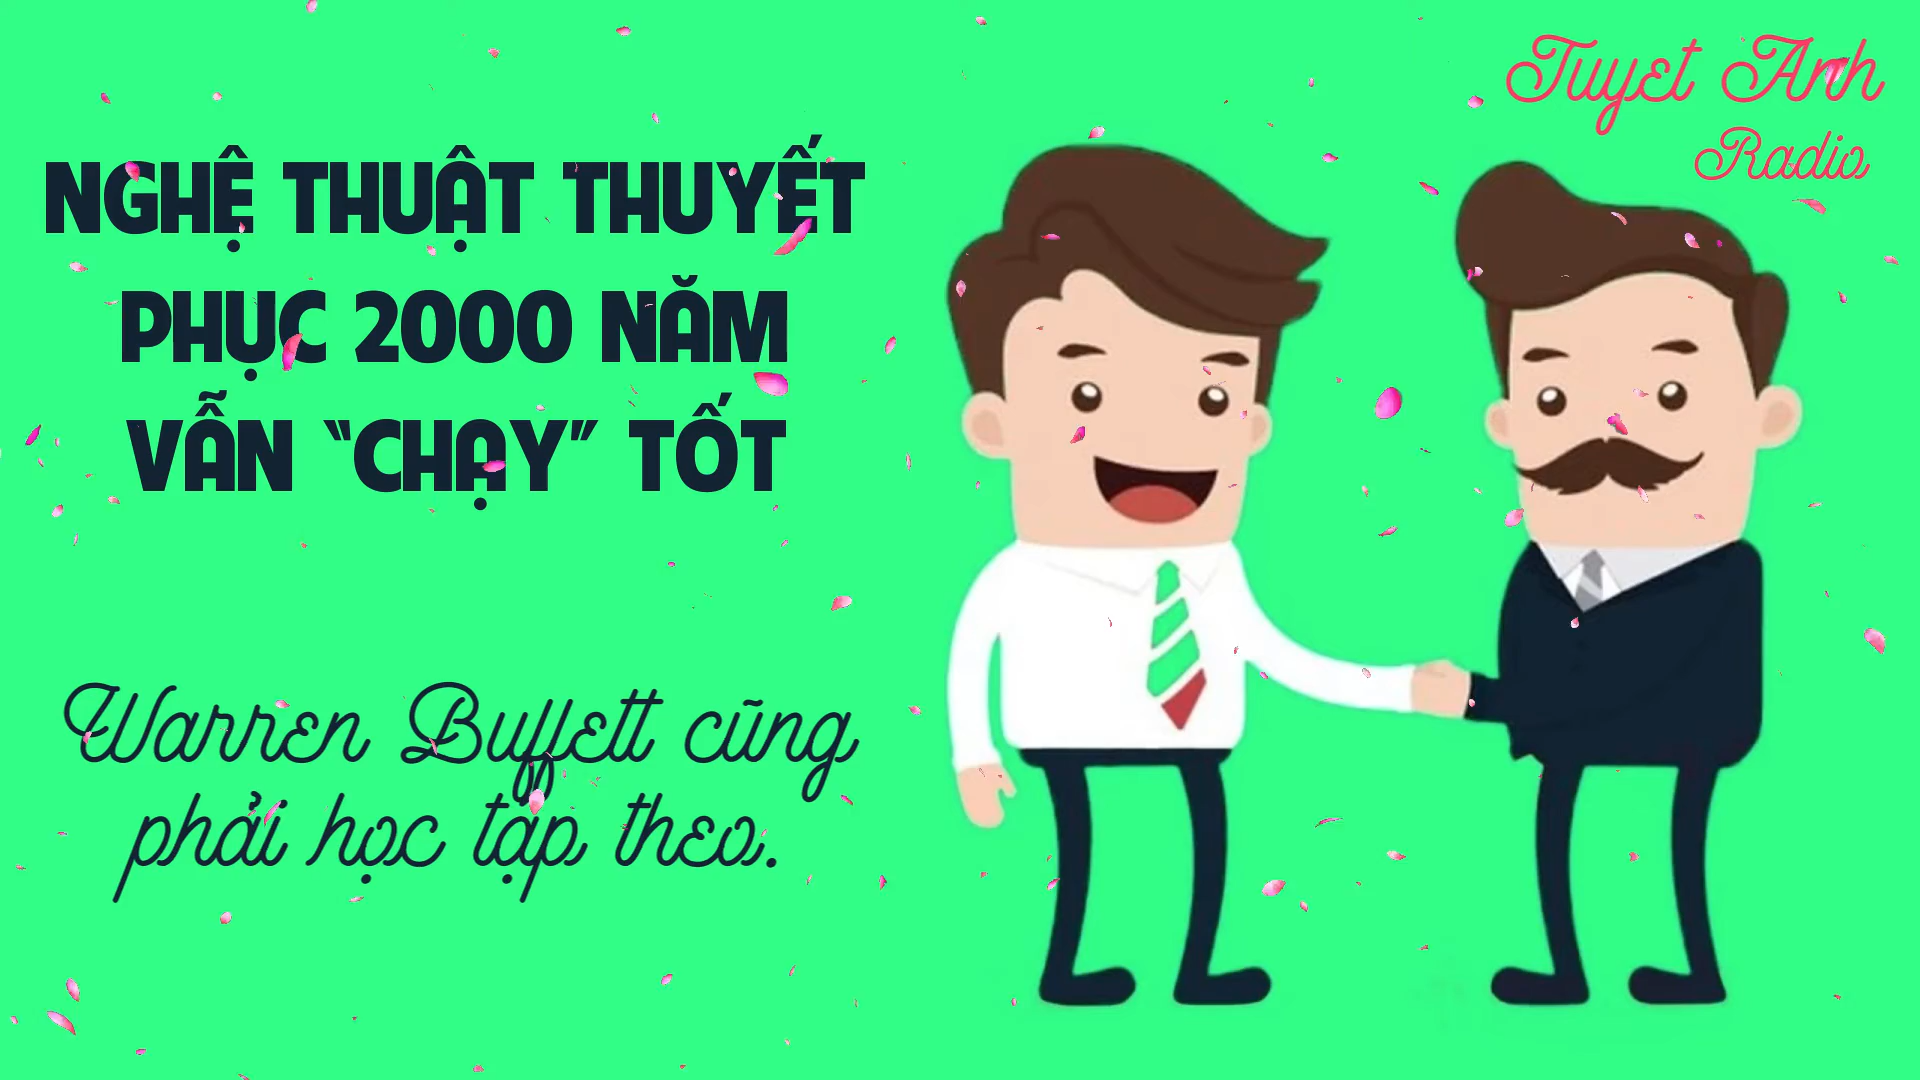 NGHỆ THUẬT THUYẾT
PHỤC 2000 NĂM
VẪN “CHẠY” TỐT
Warren Buffett cũng
phải học tập theo.
Tuyet Anh
Radio